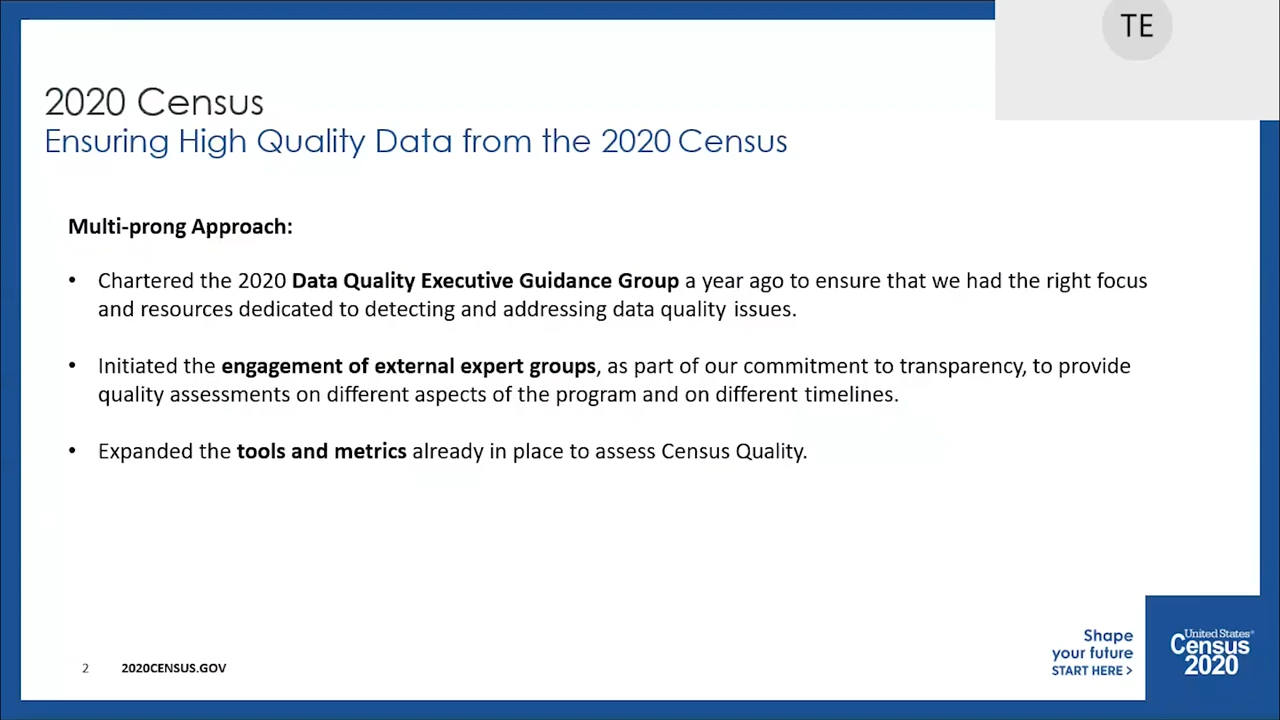 TE
2020 Census
Ensuring High Quality Data from the 2020 Census
Multi-prong Approach:
• Chartered the 2020 Data Quality Executive Guidance Group a year ago to ensure that we had the right focus
and resources dedicated to detecting and addressing data quality issues.
• Initiated the engagement of external expert groups, as part of our commitment to transparency, to provide
quality assessments on different aspects of the program and on different timelines.
• Expanded the tools and metrics already in place to assess Census Quality.
Shape
your future
START HERE >
United States®
Census
2020
2 2020CENSUS.GOV